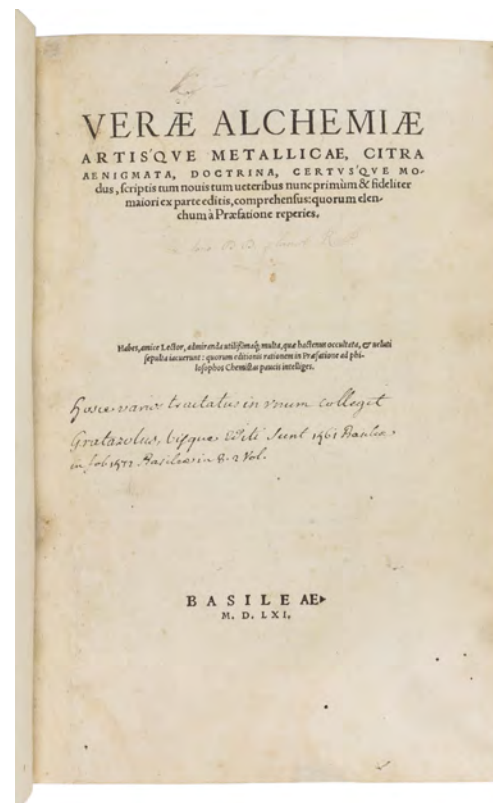 VERÆ ALCHEMIÆ
ARTIS'QVE METALLICAE, CITRA
AENIGMATA, DOCTRINA, CERTVS'QVE MO-
dus, scriptis tum nouis tum ueteribus nunc primùm & fideliter
maiori ex parte editis, comprehensus: quorum elen-
chum à Præfatione reperies.
Habes, amice Lector, admiranda utilissimaq; multa, quæ hactenus occultata, & ueluti
sepulta iacuerunt: quorum editionis rationem in Præfatione ad phi-
losophos Chemistas paucis intelliges.
hosce varios tractatus in vnum collegit
Gratarolus, bisque editi sunt 1561 Basileæ
in fol. 1572 Basileæ in 8. 2 Vol.
BASILEAE
M. D. LXI.